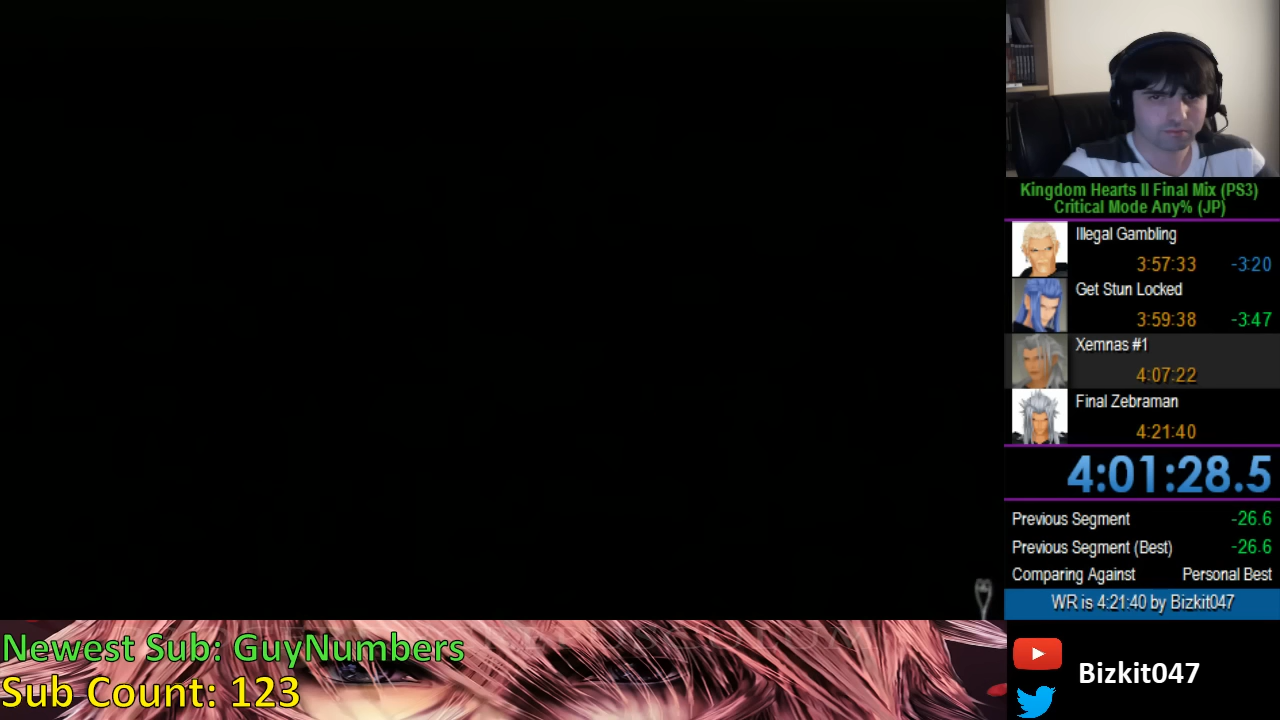 Kingdom Hearts II Final Mix (PS3)
Critical Mode Any% (JP)
Illegal Gambling
3:57:33 -3:20
Get Stun Locked
3:59:38 -3:47
Xemnas #1
4:07:22
Final Zebraman
4:21:40
4:01:28.5
Previous Segment -26.6
Previous Segment (Best) -26.6
Comparing Against Personal Best
WR is 4:21:40 by Bizkit047
Newest Sub: GuyNumbers
Sub Count: 123
Bizkit047